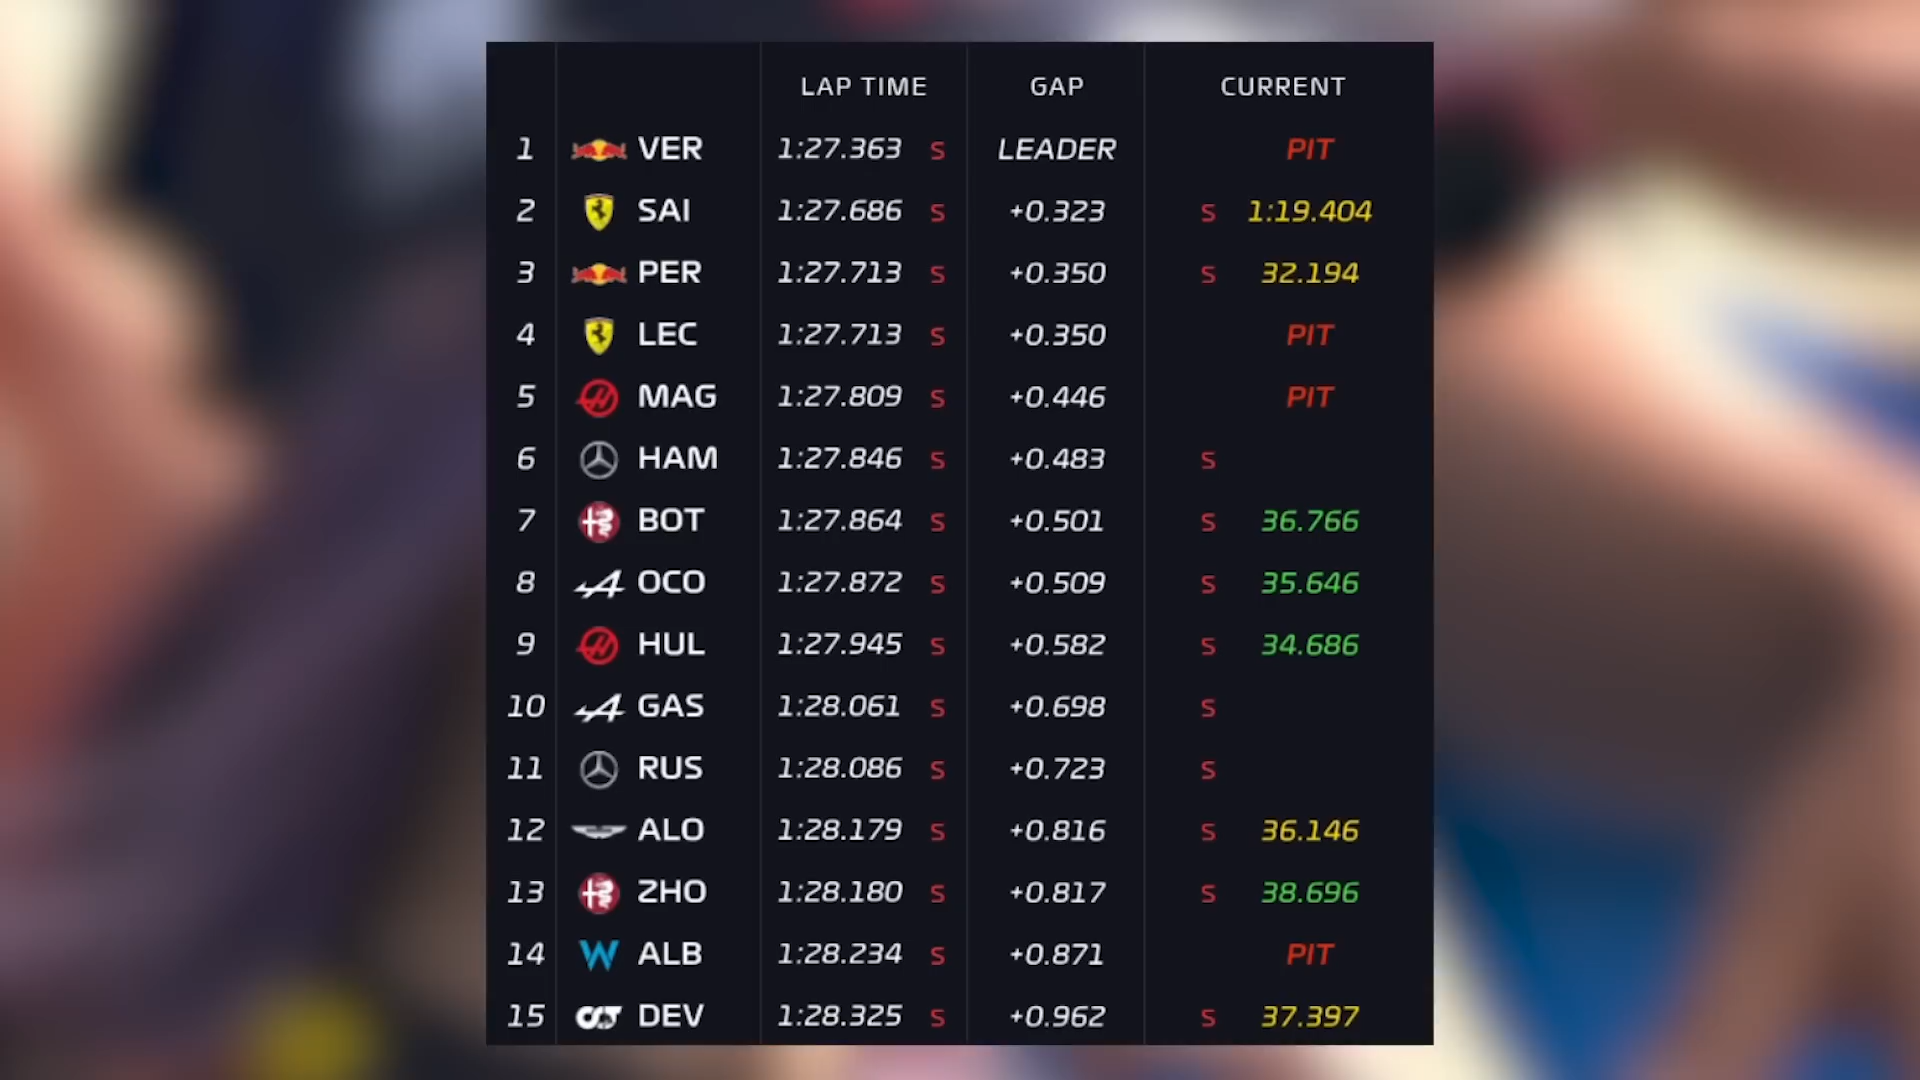 LAP TIME GAP CURRENT
1 VER 1:27.363 S LEADER PIT
2 SAI 1:27.686 S +0.323 S 1:19.404
3 PER 1:27.713 S +0.350 S 32.194
4 LEC 1:27.713 S +0.350 PIT
5 MAG 1:27.809 S +0.446 PIT
6 HAM 1:27.846 S +0.483 S
7 BOT 1:27.864 S +0.501 S 36.766
8 OCO 1:27.872 S +0.509 S 35.646
9 HUL 1:27.945 S +0.582 S 34.686
10 GAS 1:28.061 S +0.698 S
11 RUS 1:28.086 S +0.723 S
12 ALO 1:28.179 S +0.816 S 36.146
13 ZHO 1:28.180 S +0.817 S 38.696
14 ALB 1:28.234 S +0.871 PIT
15 DEV 1:28.325 S +0.962 S 37.397